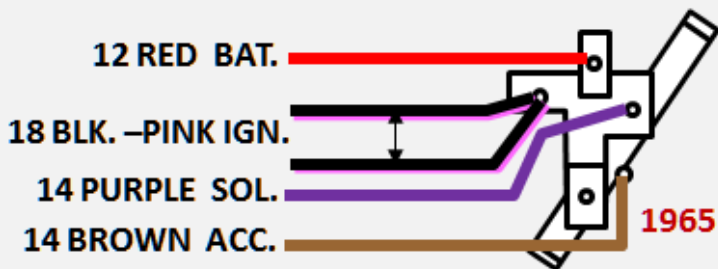 12 RED BAT.
18 BLK. –PINK IGN.
14 PURPLE SOL.
14 BROWN ACC.
1965